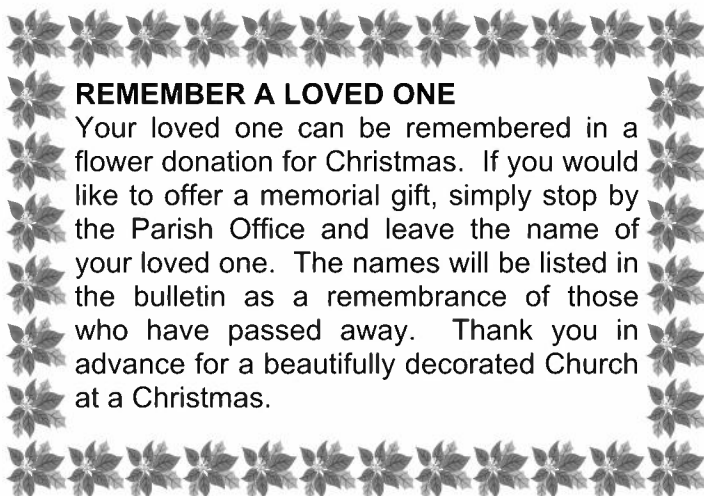 REMEMBER A LOVED ONE
Your loved one can be remembered in a
flower donation for Christmas.  If you would
like to offer a memorial gift, simply stop by
the Parish Office and leave the name of
your loved one.  The names will be listed in
the bulletin as a remembrance of those
who have passed away.  Thank you in
advance for a beautifully decorated Church
at a Christmas.